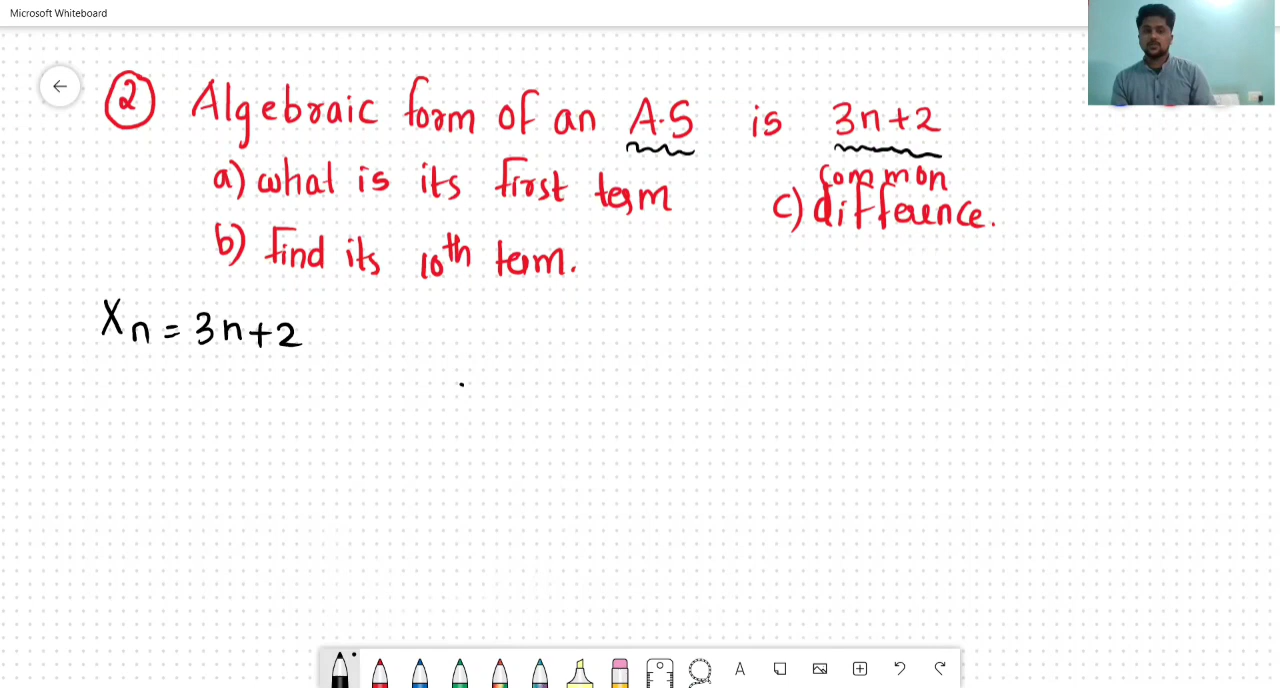 Microsoft Whiteboard
② Algebraic form of an A.S is 3n+2
a) what is its first term
c) common difference.
b) find its 10th term.
Xn = 3n+2
A